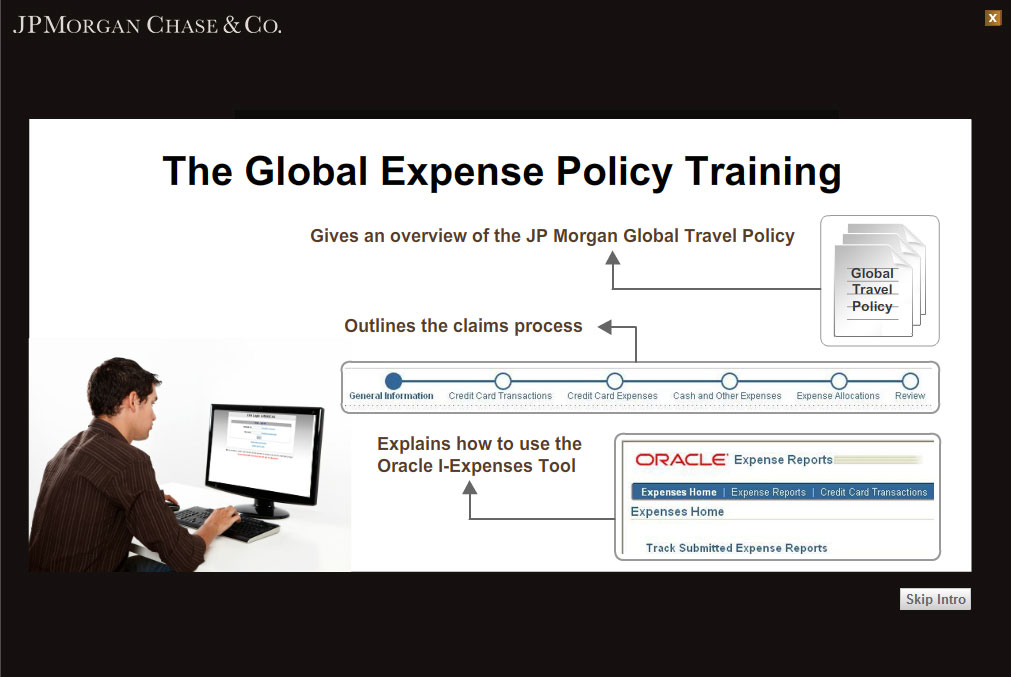 JPMORGAN CHASE & CO.
X
The Global Expense Policy Training
Gives an overview of the JP Morgan Global Travel Policy
Global
Travel
Policy
Outlines the claims process
General Information Credit Card Transactions Credit Card Expenses Cash and Other Expenses Expense Allocations Review
Explains how to use the
Oracle I-Expenses Tool
ORACLE Expense Reports
Expenses Home | Expense Reports | Credit Card Transactions
Expenses Home
Track Submitted Expense Reports
Skip Intro